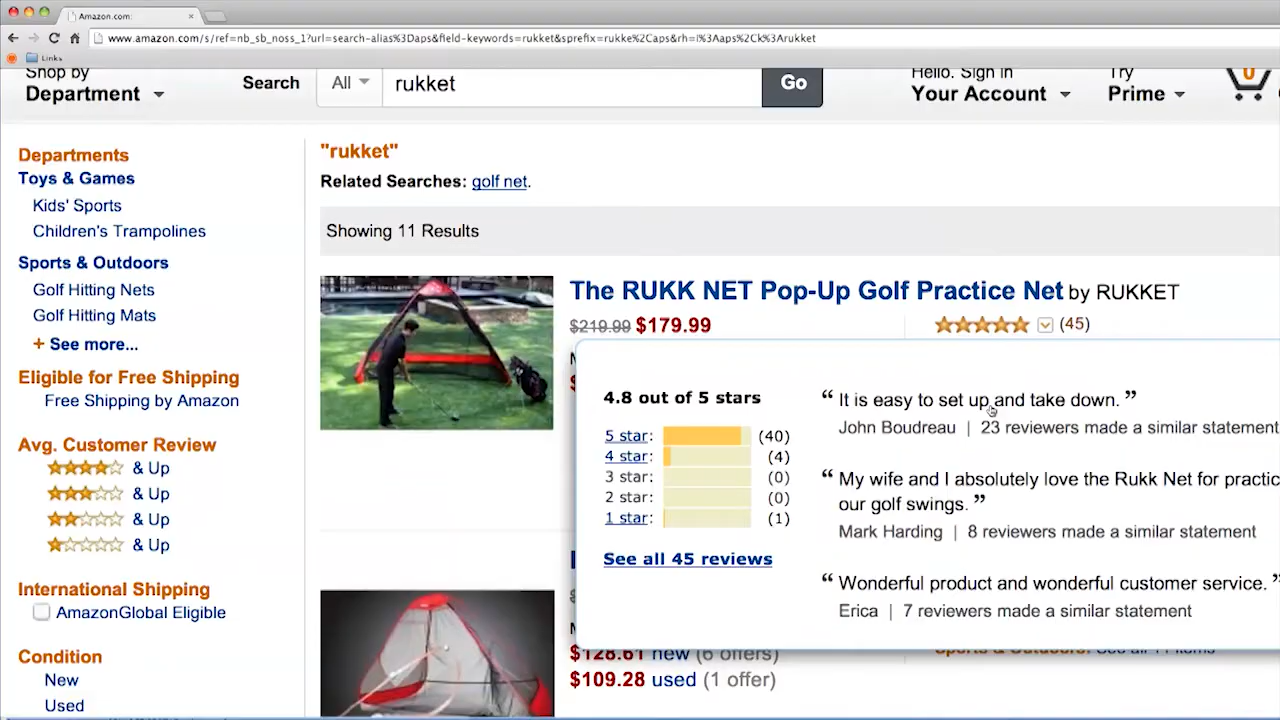 Amazon.com:
www.amazon.com/s/ref=nb_sb_noss_1?url=search-alias%3Daps&field-keywords=rukket&sprefix=rukke%2Caps&rh=i%3Aaps%2Ck%3Arukket
Links
Shop by
Department
Search
All
rukket
Go
Hello. Sign in
Your Account
Try
Prime
0
Departments
Toys & Games
Kids' Sports
Children's Trampolines
Sports & Outdoors
Golf Hitting Nets
Golf Hitting Mats
+ See more...
Eligible for Free Shipping
Free Shipping by Amazon
Avg. Customer Review
& Up
& Up
& Up
& Up
International Shipping
AmazonGlobal Eligible
Condition
New
Used
"rukket"
Related Searches: golf net.
Showing 11 Results
The RUKK NET Pop-Up Golf Practice Net by RUKKET
$219.99 $179.99
(45)
4.8 out of 5 stars
5 star: (40)
4 star: (4)
3 star: (0)
2 star: (0)
1 star: (1)
See all 45 reviews
“ It is easy to set up and take down. ”
John Boudreau | 23 reviewers made a similar statement
“ My wife and I absolutely love the Rukk Net for
our golf swings. ”
Mark Harding | 8 reviewers made a similar statement
“ Wonderful product and wonderful customer service. ”
Erica | 7 reviewers made a similar statement
$128.61 new (6 offers)
$109.28 used (1 offer)